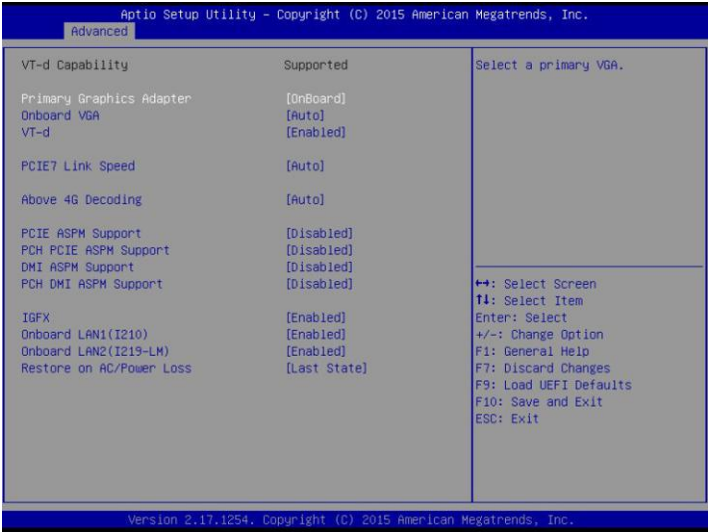 Aptio Setup Utility – Copyright (C) 2015 American Megatrends, Inc.
Advanced
VT-d Capability Supported
Primary Graphics Adapter [OnBoard]
Onboard VGA [Auto]
VT-d [Enabled]
PCIE7 Link Speed [Auto]
Above 4G Decoding [Auto]
PCIE ASPM Support [Disabled]
PCH PCIE ASPM Support [Disabled]
DMI ASPM Support [Disabled]
PCH DMI ASPM Support [Disabled]
IGFX [Enabled]
Onboard LAN1(I210) [Enabled]
Onboard LAN2(I219-LM) [Enabled]
Restore on AC/Power Loss [Last State]
Select a primary VGA.
↔: Select Screen
↑↓: Select Item
Enter: Select
+/-: Change Option
F1: General Help
F7: Discard Changes
F9: Load UEFI Defaults
F10: Save and Exit
ESC: Exit
Version 2.17.1254. Copyright (C) 2015 American Megatrends, Inc.